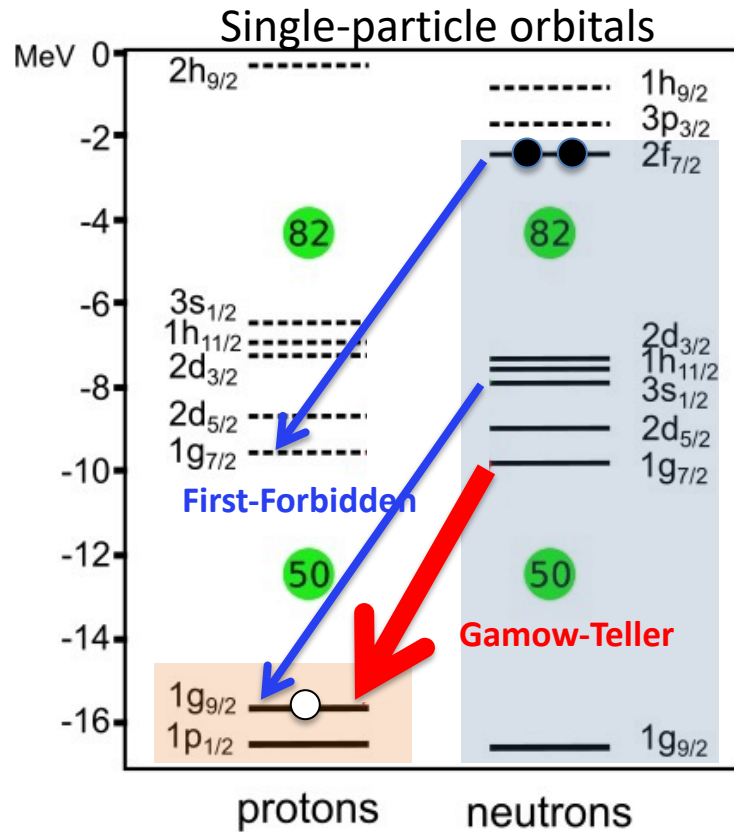 Single-particle orbitals
MeV 0
-2
-4
-6
-8
-10
-12
-14
-16
2h9/2
82
3s1/2
1h11/2
2d3/2
2d5/2
1g7/2
First-Forbidden
50
1g9/2
1p1/2
1h9/2
3p3/2
2f7/2
82
2d3/2
1h11/2
3s1/2
2d5/2
1g7/2
50
Gamow-Teller
1g9/2
protons neutrons